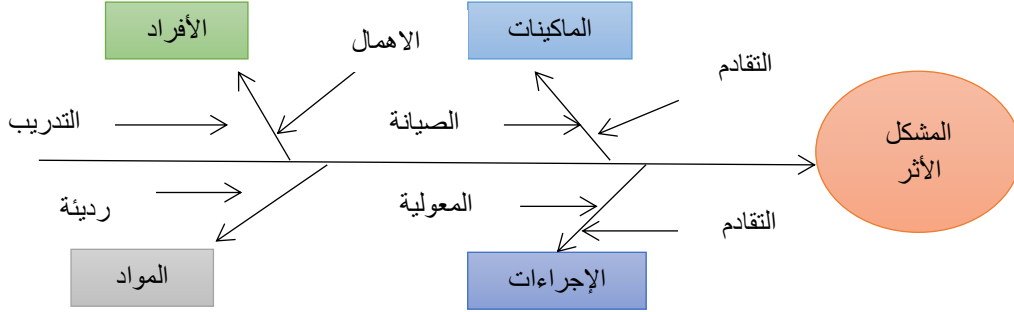 الماكينات
الأفراد
الاهمال
التقادم
الصيانة
التدريب
المشكل
الأثر
المعولية
رديئة
التقادم
الإجراءات
المواد